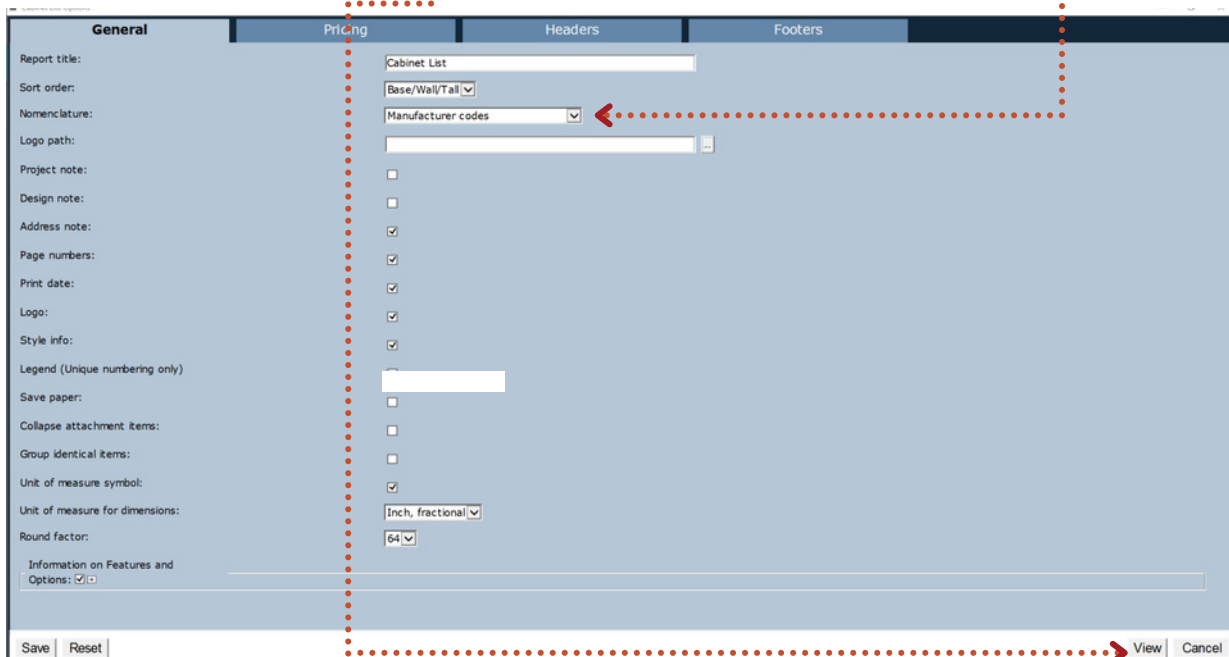 Cabinet List Options
General Pricing Headers Footers
Report title: Cabinet List
Sort order: Base/Wall/Tall
Nomenclature: Manufacturer codes
Logo path: ...
Project note:
Design note:
Address note:
Page numbers:
Print date:
Logo:
Style info:
Legend (Unique numbering only)
Save paper:
Collapse attachment items:
Group identical items:
Unit of measure symbol:
Unit of measure for dimensions: Inch, fractional
Round factor: 64
Information on Features and
Options:
Save Reset View Cancel